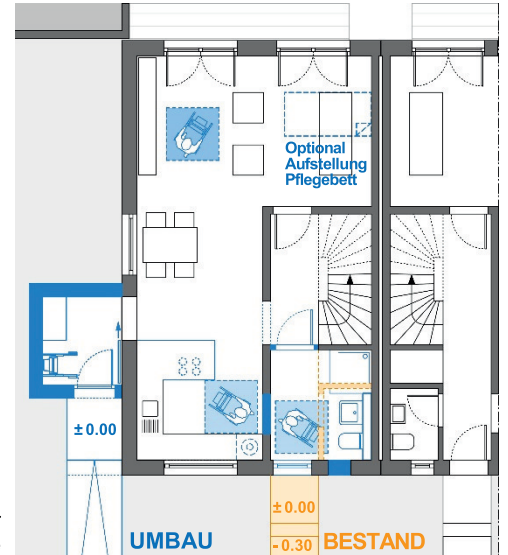 Optional
Aufstellung
Pflegebett
± 0.00
± 0.00
UMBAU
- 0.30
BESTAND